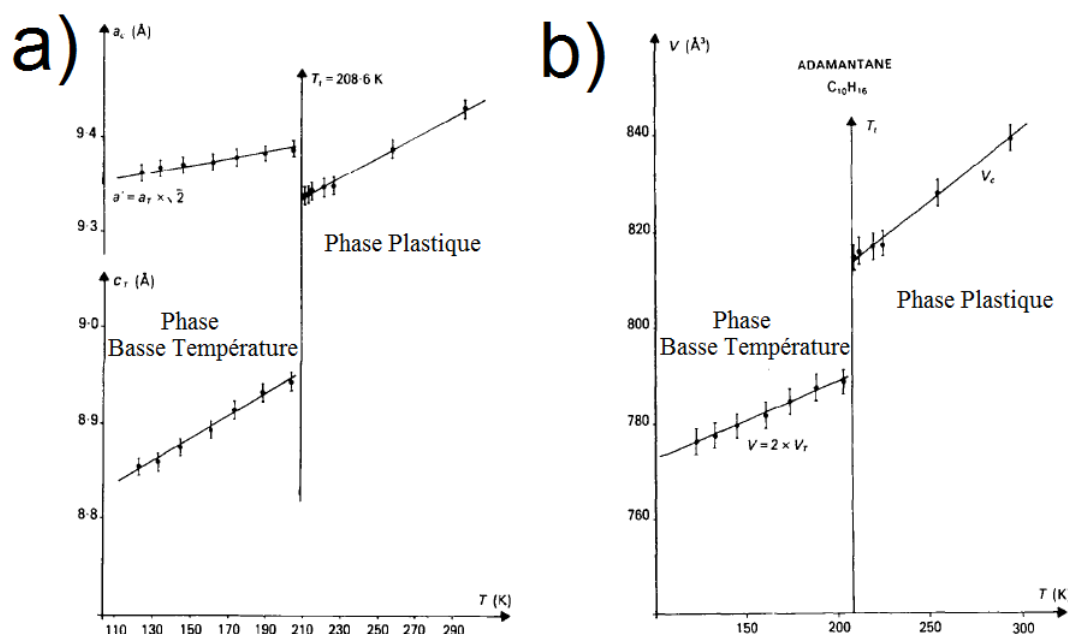 a)
a꜀ (Å)
9·4
9·3
T_t = 208·6 K
a' = a_T × √2
Phase Plastique
c_T (Å)
9·0
8·9
8·8
Phase
Basse Température
T (K)
110 130 150 170 190 210 230 250 270 290
b)
V (Å³)
ADAMANTANE
C₁₀H₁₆
T_t
840
820
800
780
760
V_c
Phase Plastique
Phase
Basse Température
V = 2 × V_T
T (K)
150 200 250 300